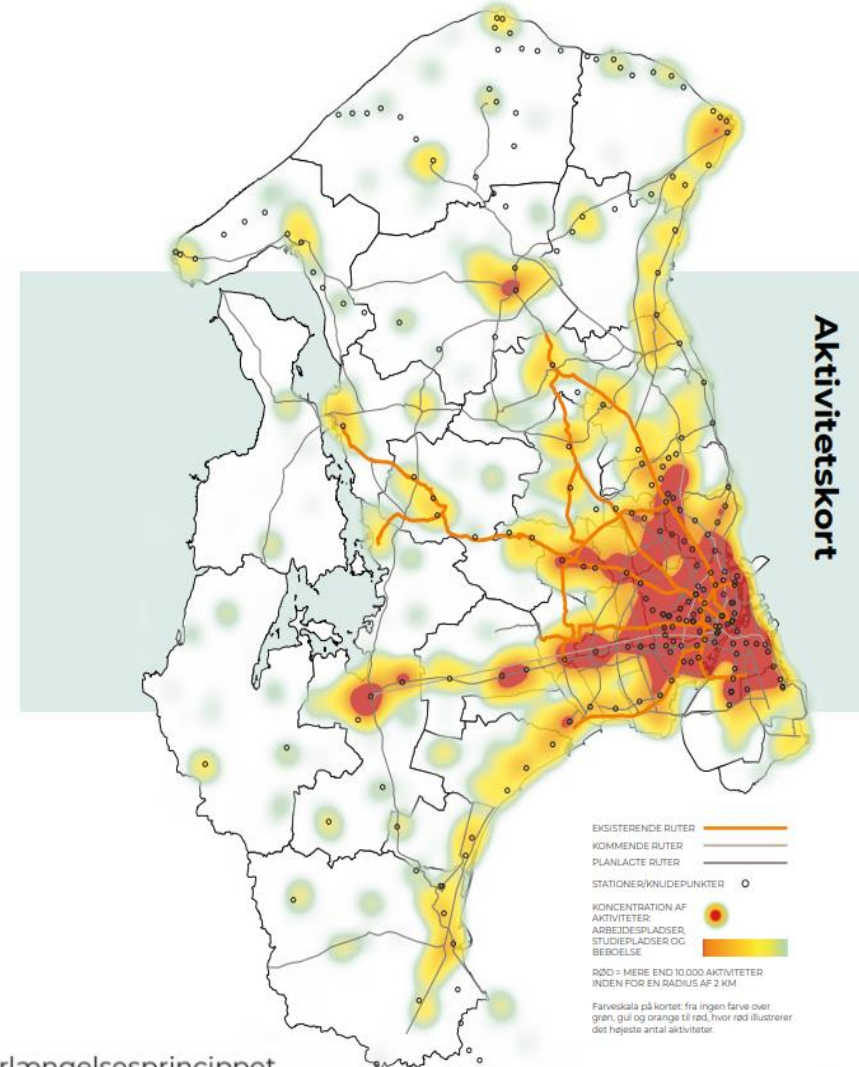 Aktivitetskort
EKSISTERENDE RUTER
KOMMENDE RUTER
PLANLAGTE RUTER
STATIONER/KNUDEPUNKTER
KONCENTRATION AF
AKTIVITETER:
ARBEJDESPLADSER,
STUDIEPLADSER OG
BEBOELSE
RØD = MERE END 10.000 AKTIVITETER
INDEN FOR EN RADIUS AF 2 KM
Farveskala på kortet: fra ingen farve over
grøn, gul og orange til rød, hvor rød illustrerer
det højeste antal aktiviteter.
rlængelsesprincippet